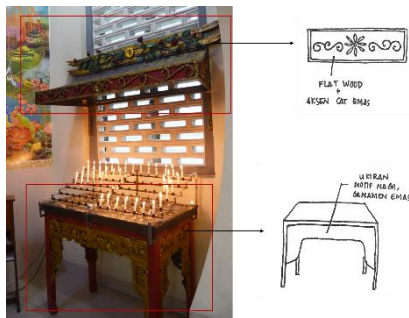 FLAT WOOD
+
AKSEN CAT EMAS
UKIRAN
MOTIF NAGA,
ORNAMEN EMAS